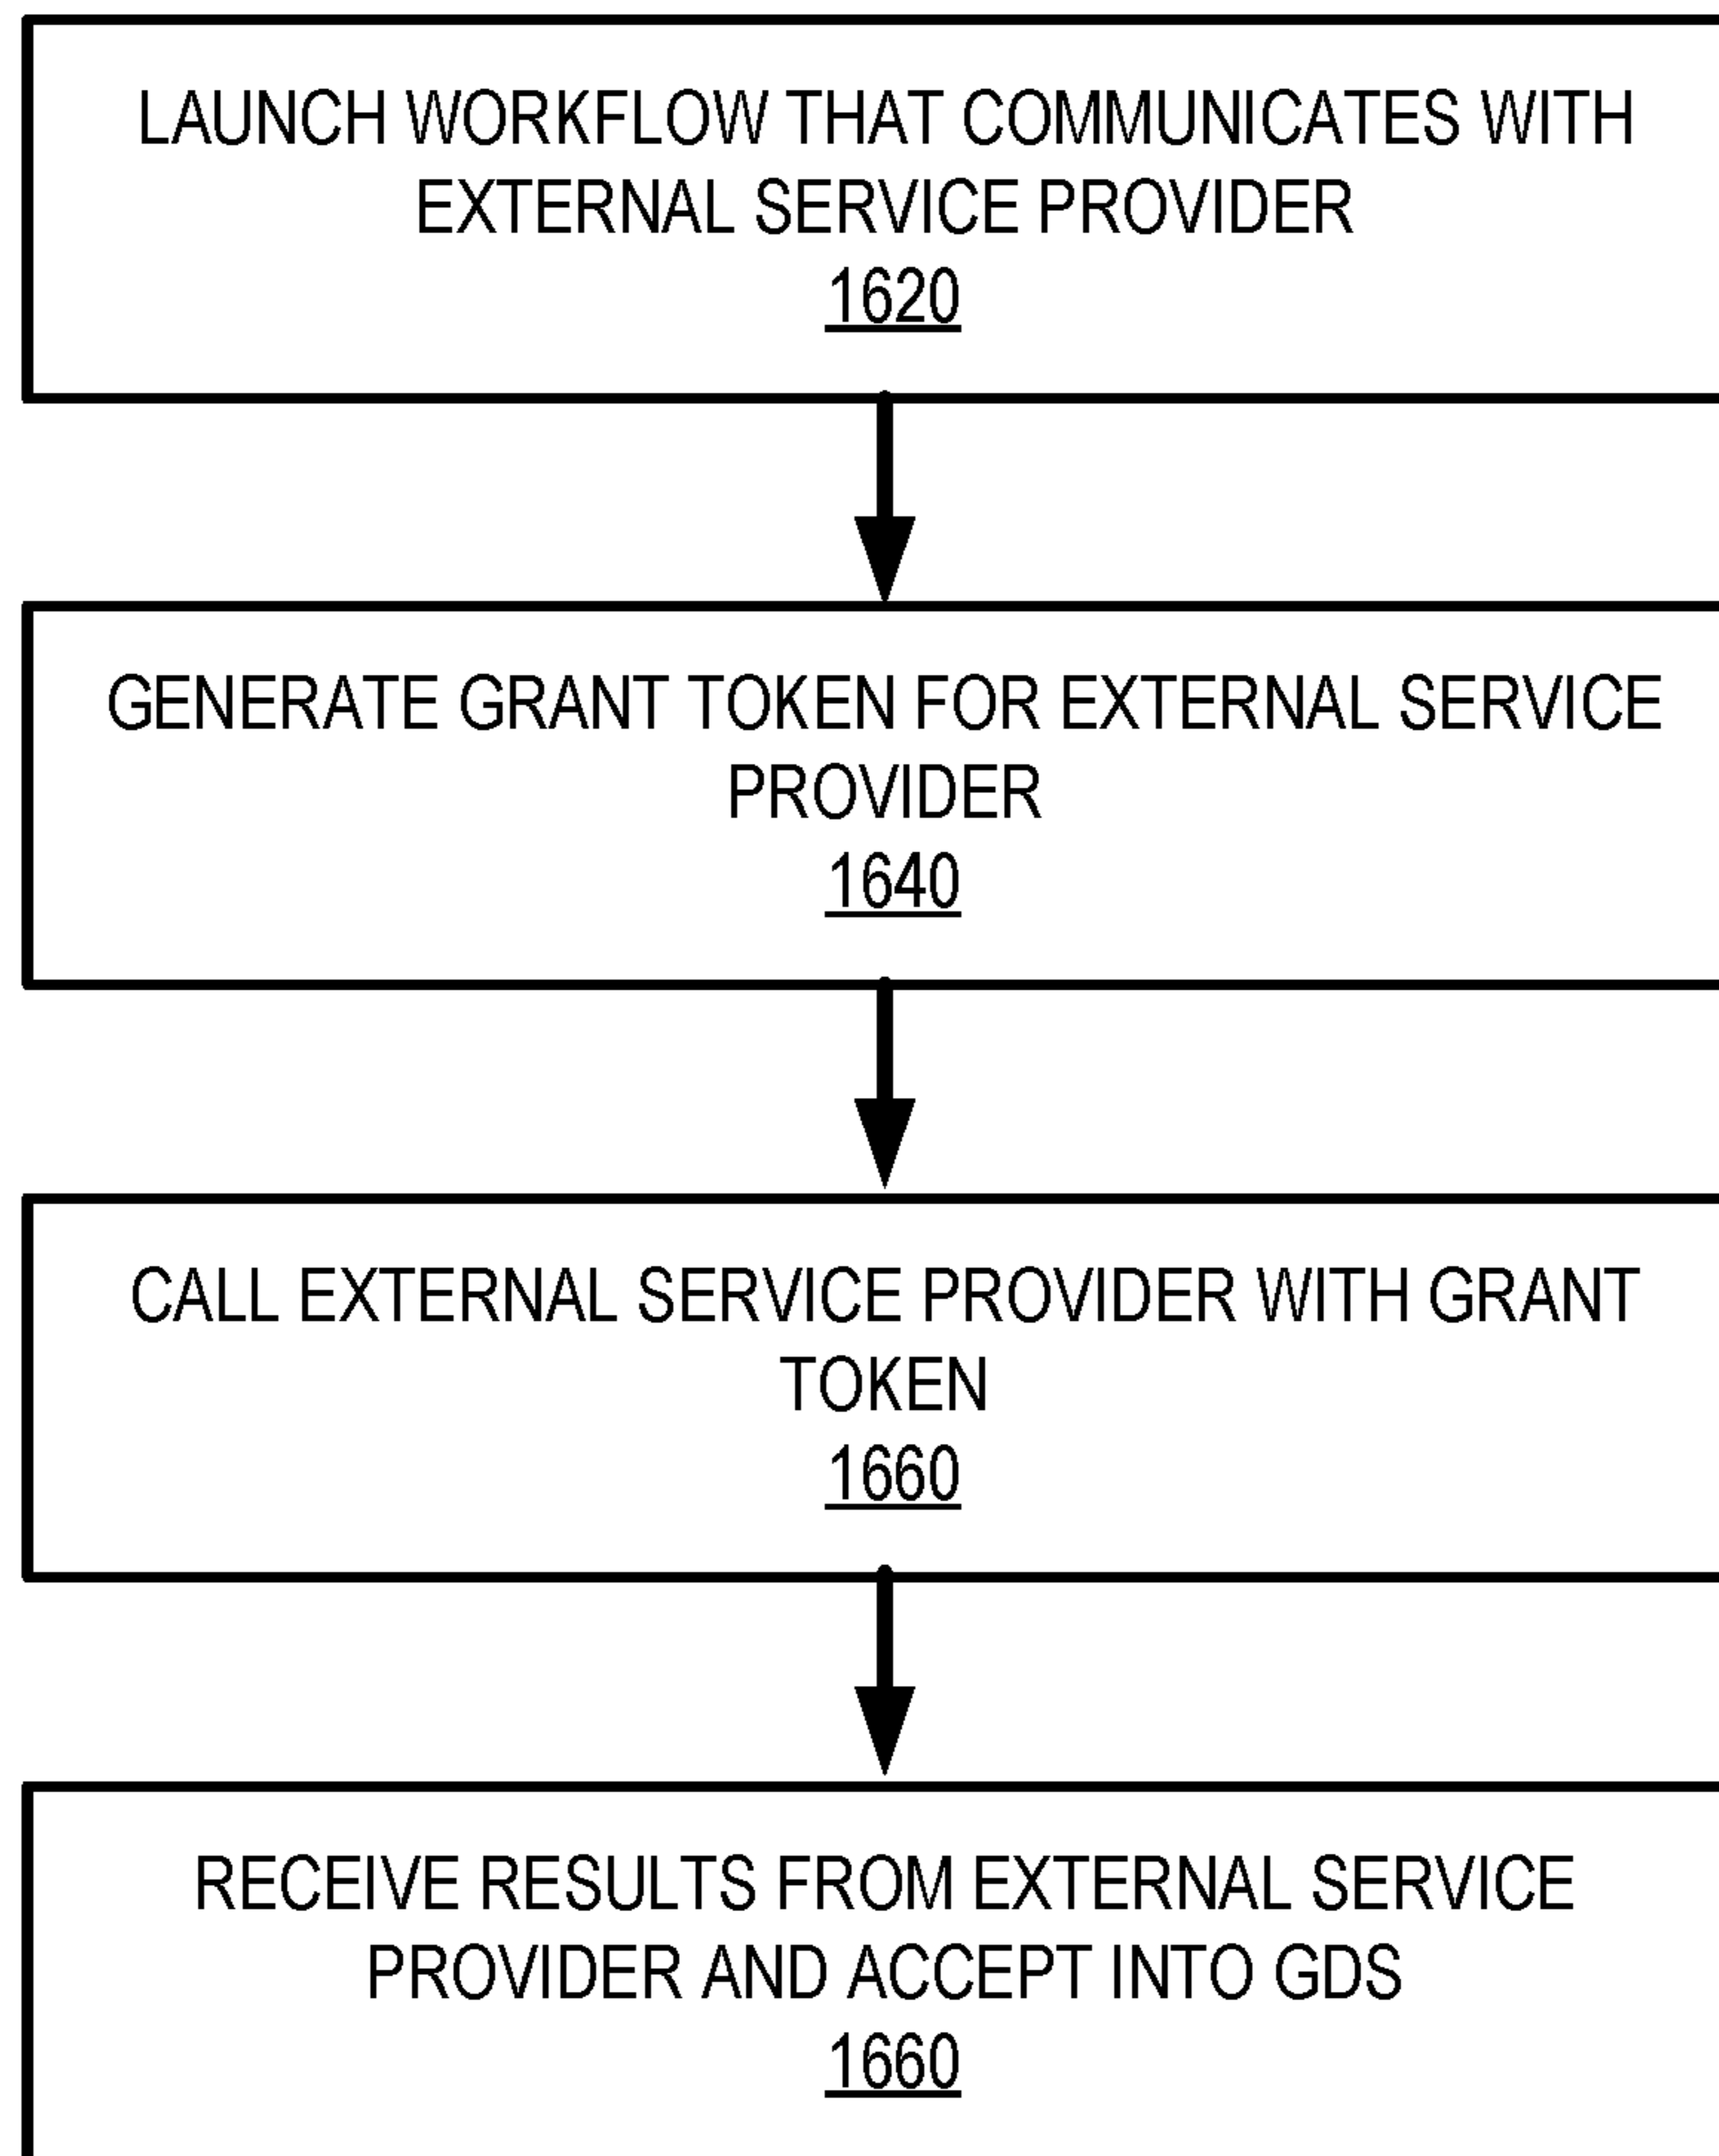 LAUNCH WORKFLOW THAT COMMUNICATES WITH
EXTERNAL SERVICE PROVIDER
1620
GENERATE GRANT TOKEN FOR EXTERNAL SERVICE
PROVIDER
1640
CALL EXTERNAL SERVICE PROVIDER WITH GRANT
TOKEN
1660
RECEIVE RESULTS FROM EXTERNAL SERVICE
PROVIDER AND ACCEPT INTO GDS
1660